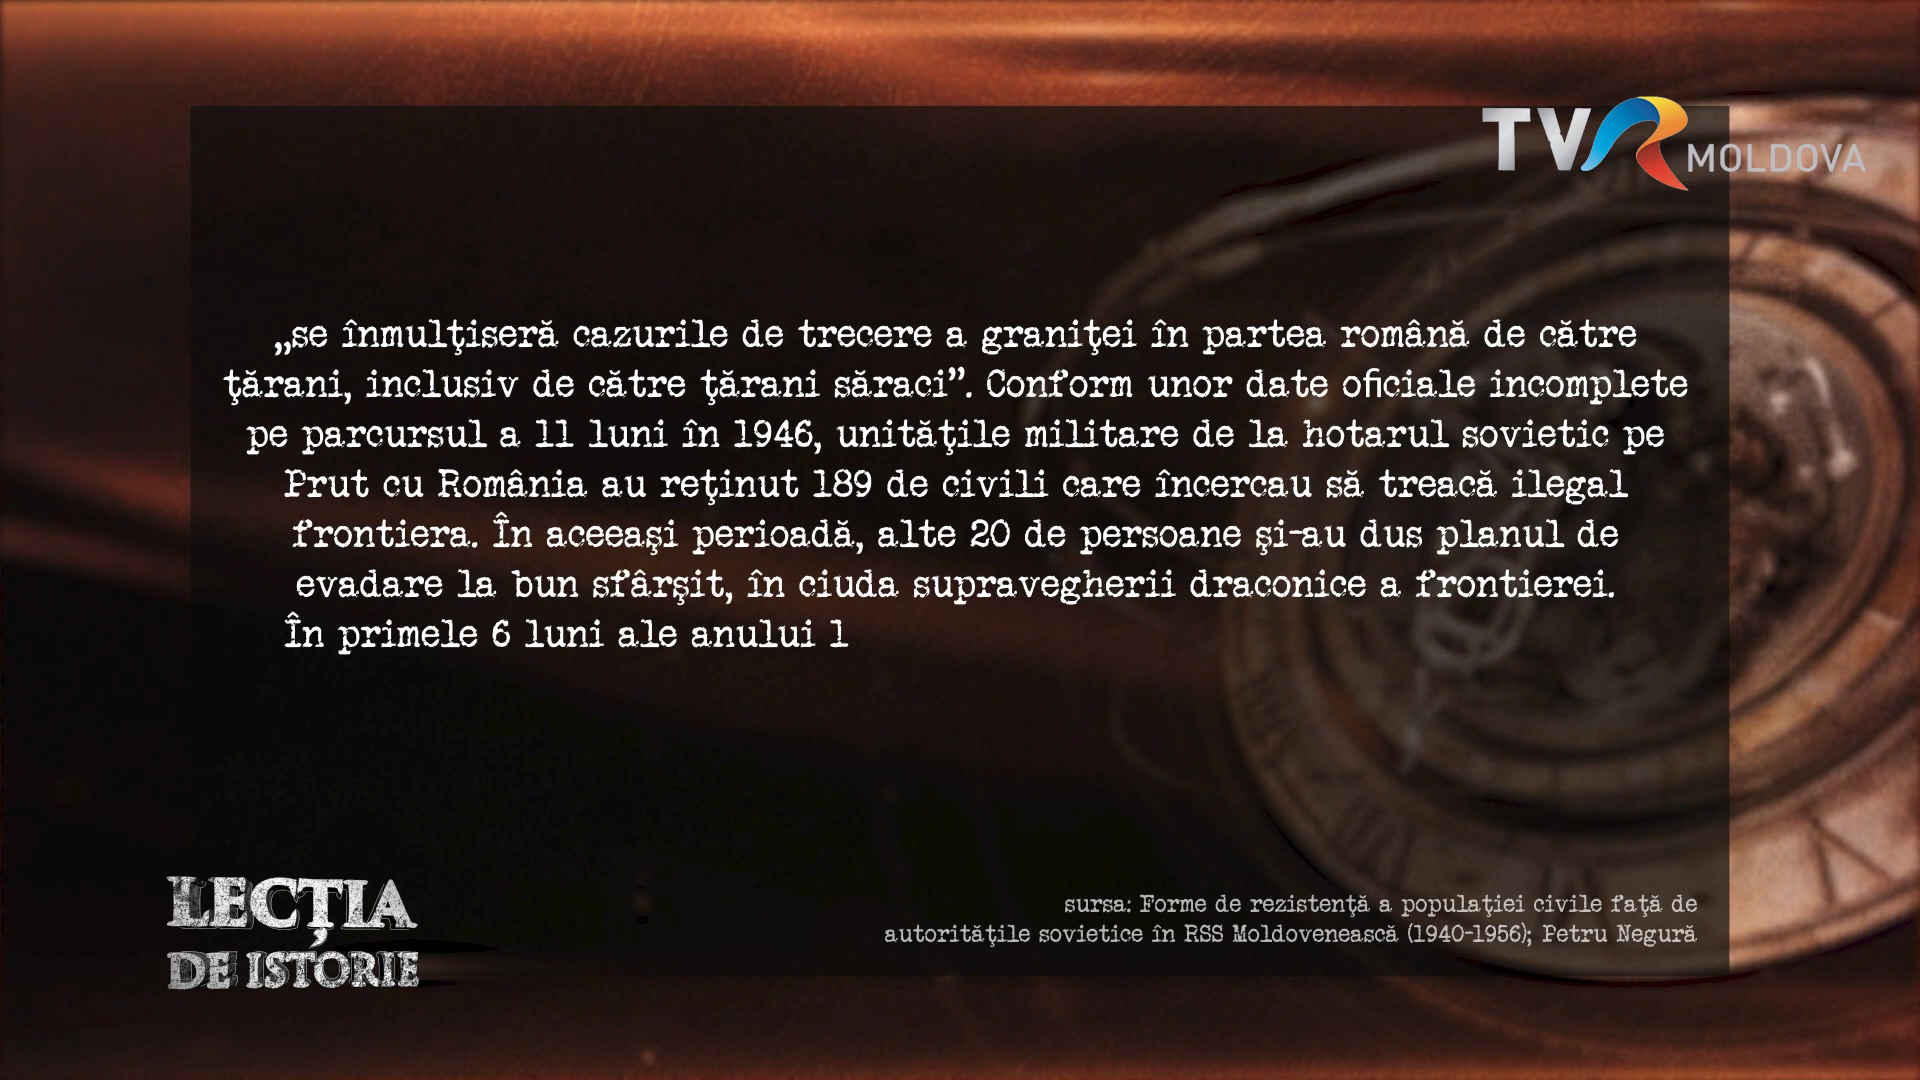 TVR MOLDOVA
„se înmulţiseră cazurile de trecere a graniţei în partea română de către
ţărani, inclusiv de către ţărani săraci”. Conform unor date oficiale incomplete
pe parcursul a 11 luni în 1946, unităţile militare de la hotarul sovietic pe
Prut cu România au reţinut 189 de civili care încercau să treacă ilegal
frontiera. În aceeaşi perioadă, alte 20 de persoane şi-au dus planul de
evadare la bun sfârşit, în ciuda supravegherii draconice a frontierei.
În primele 6 luni ale anului 1
LECȚIA
DE ISTORIE
sursa: Forme de rezistenţă a populaţiei civile faţă de
autorităţile sovietice în RSS Moldovenească (1940-1956); Petru Negură